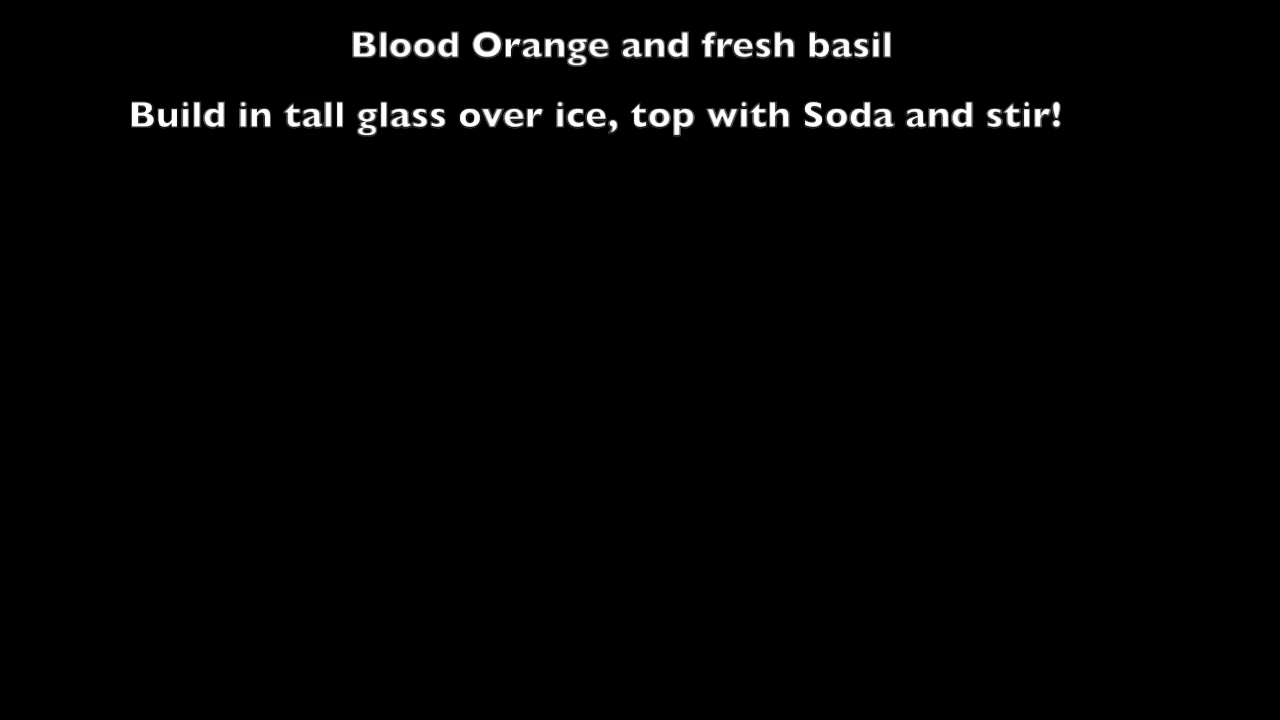 Blood Orange and fresh basil
Build in tall glass over ice, top with Soda and stir!